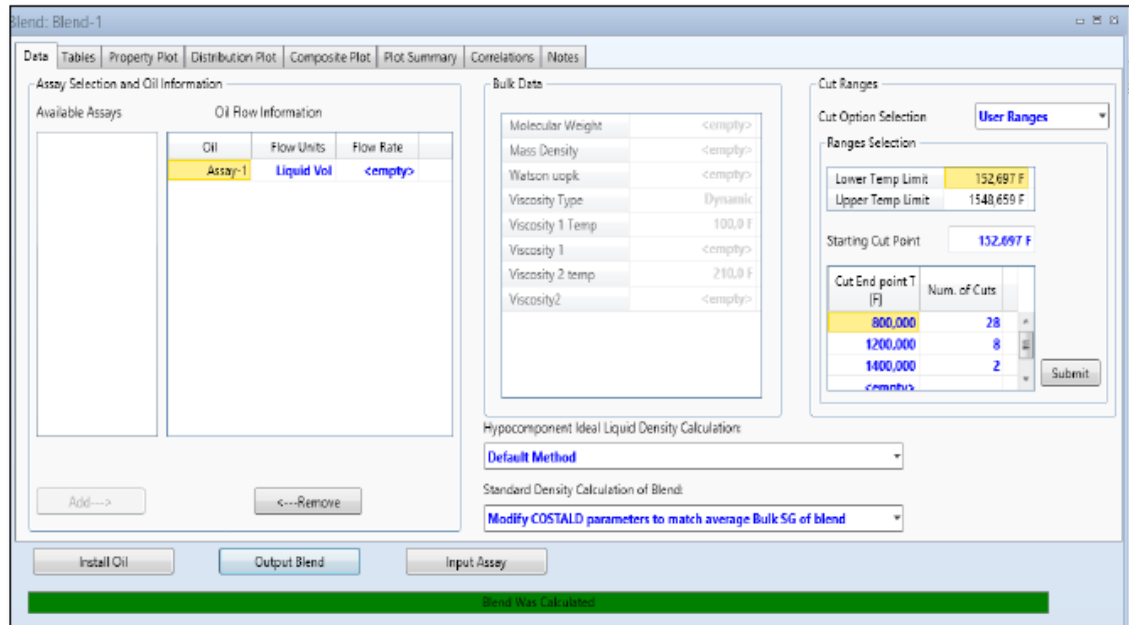 Blend: Blend-1
Data Tables Property Plot Distribution Plot Composite Plot Plot Summary Correlations Notes
Assay Selection and Oil Information
Available Assays Oil Flow Information
Oil Flow Units Flow Rate
Assay-1 Liquid Vol <empty>
Add---> <---Remove
Bulk Data
Molecular Weight <empty>
Mass Density <empty>
Watson uopk <empty>
Viscosity Type Dynamic
Viscosity 1 Temp 100,0 F
Viscosity 1 <empty>
Viscosity 2 temp 210,0 F
Viscosity2 <empty>
Hypocomponent Ideal Liquid Density Calculation:
Default Method
Standard Density Calculation of Blend:
Modify COSTALD parameters to match average Bulk SG of blend
Cut Ranges
Cut Option Selection User Ranges
Ranges Selection
Lower Temp Limit 152,697 F
Upper Temp Limit 1548,659 F
Starting Cut Point 152.697 F
Cut End point T
[F] Num. of Cuts
800,000 28
1200,000 8
1400,000 2
<empty>
Submit
Install Oil Output Blend Input Assay
Blend Was Calculated